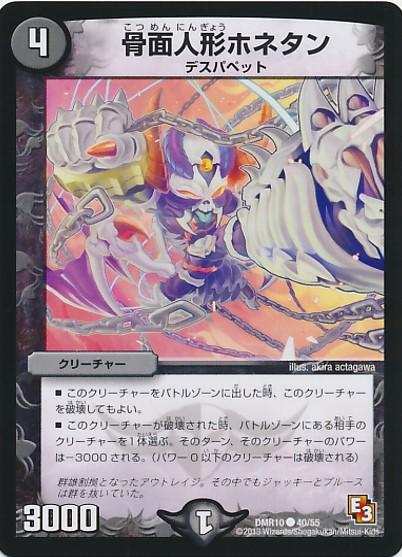 4
こつ めん にん ぎょう
骨面人形ホネタン
デスパペット
illus. akira actagawa
クリーチャー
■ このクリーチャーをバトルゾーンに出した時、このクリーチャー
を破壊してもよい。
■ このクリーチャーが破壊された時、バトルゾーンにある相手の
クリーチャーを1体選ぶ。そのターン、そのクリーチャーのパワー
は−3000 される。（パワー 0 以下のクリーチャーは破壊される）
群雄割拠となったアウトレイジ。その中でもジャッキーとブルース
は群を抜いていた。
E3
3000
1
DMR10 ● 40/55
©2013 Wizards/Shogakukan/Mitsui-Kids